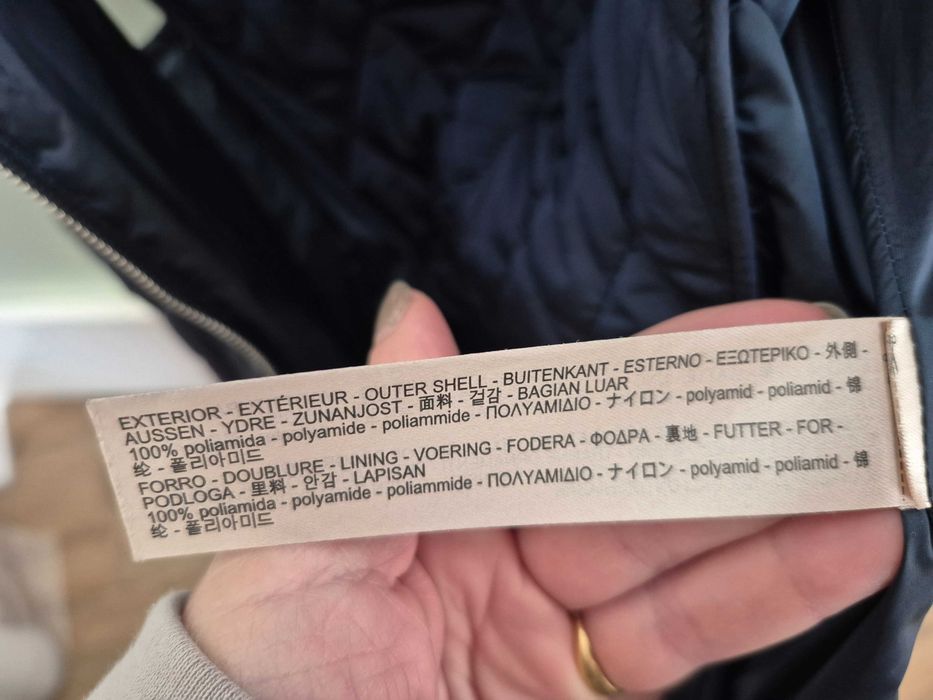 EXTERIOR - EXTÉRIEUR - OUTER SHELL - BUITENKANT - ESTERNO - ΕΞΩΤΕΡΙΚΟ - 外側 -
AUSSEN - YDRE - ZUNANJOST - 面料 - 겉감 - BAGIAN LUAR
100% poliamida - polyamide - poliammide - ΠΟΛΥΑΜΙΔΙΟ - ナイロン - polyamid - poliamid - 锦
纶 - 폴리아미드
FORRO - DOUBLURE - LINING - VOERING - FODERA - ΦΟΔΡΑ - 裏地 - FUTTER - FOR -
PODLOGA - 里料 - 안감 - LAPISAN
100% poliamida - polyamide - poliammide - ΠΟΛΥΑΜΙΔΙΟ - ナイロン - polyamid - poliamid - 锦
纶 - 폴리아미드